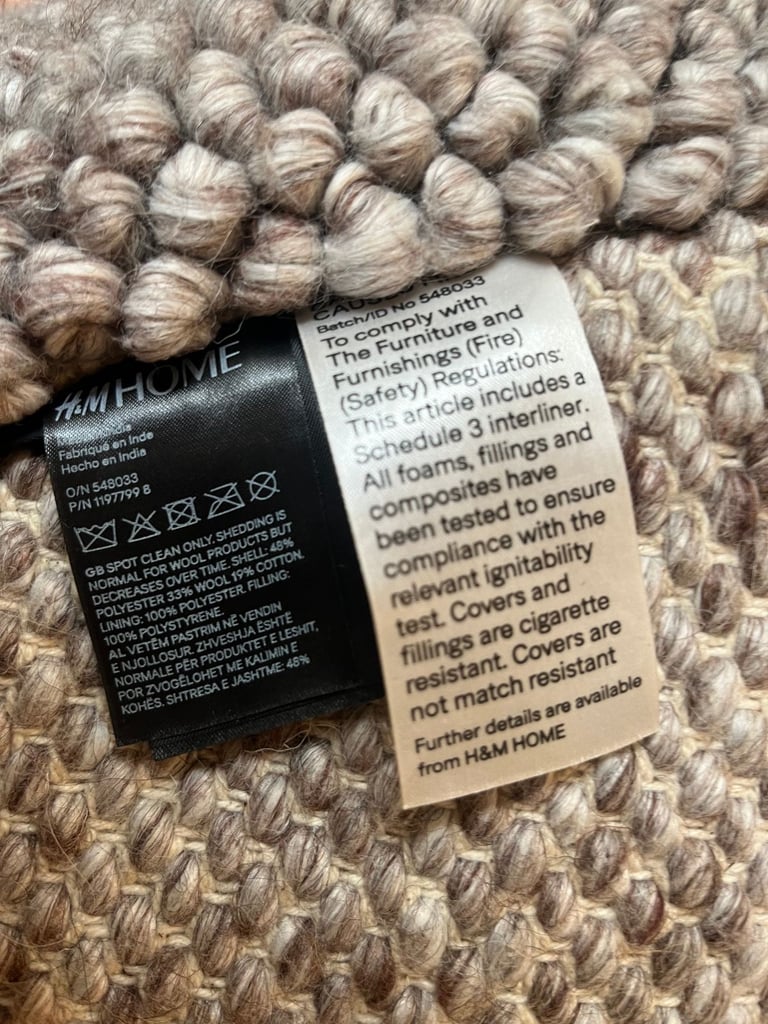 H&M HOME
Fabriqué en Inde
Hecho en India
O/N 548033
P/N 1197799 8
GB SPOT CLEAN ONLY. SHEDDING IS
NORMAL FOR WOOL PRODUCTS BUT
DECREASES OVER TIME. SHELL: 48%
POLYESTER 33% WOOL 19% COTTON.
LINING: 100% POLYESTER. FILLING:
100% POLYSTYRENE.
AL VETËM PASTRIM NË VENDIN
E NJOLLOSUR. ZHVESHJA ËSHTË
NORMALE PËR PRODUKTET E LESHIT,
POR ZVOGËLOHET ME KALIMIN E
KOHËS. SHTRESA E JASHTME: 48%
Batch/ID No 548033
To comply with
The Furniture and
Furnishings (Fire)
(Safety) Regulations:
This article includes a
Schedule 3 interliner.
All foams, fillings and
composites have
been tested to ensure
compliance with the
relevant ignitability
test. Covers and
fillings are cigarette
resistant. Covers are
not match resistant
Further details are available
from H&M HOME